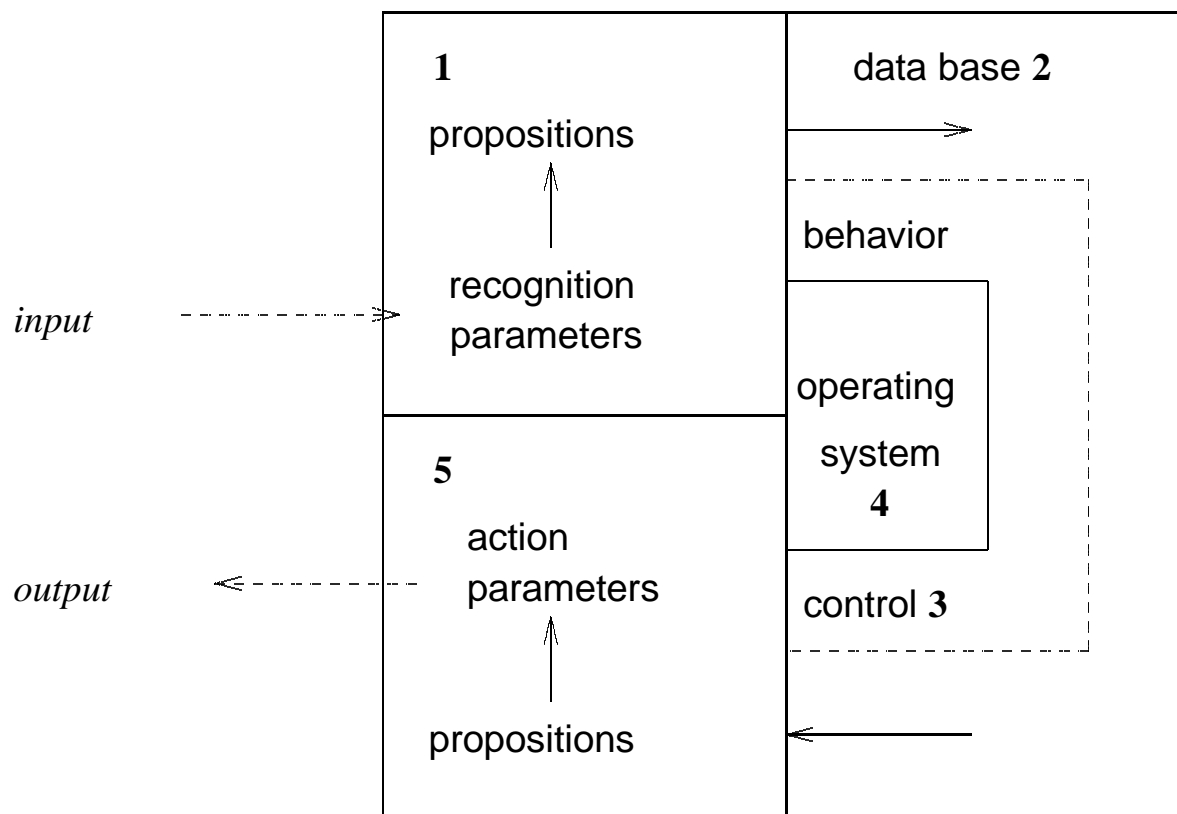 1
data base 2
propositions
behavior
recognition
parameters
input
operating
system
4
5
action
parameters
output
control 3
propositions